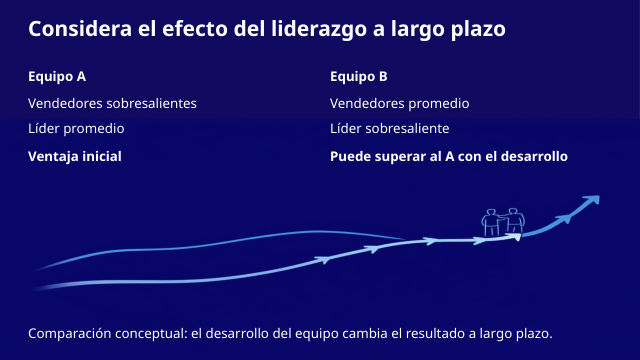 Considera el efecto del liderazgo a largo plazo
Equipo A
Vendedores sobresalientes
Líder promedio
Ventaja inicial
Equipo B
Vendedores promedio
Líder sobresaliente
Puede superar al A con el desarrollo
Comparación conceptual: el desarrollo del equipo cambia el resultado a largo plazo.